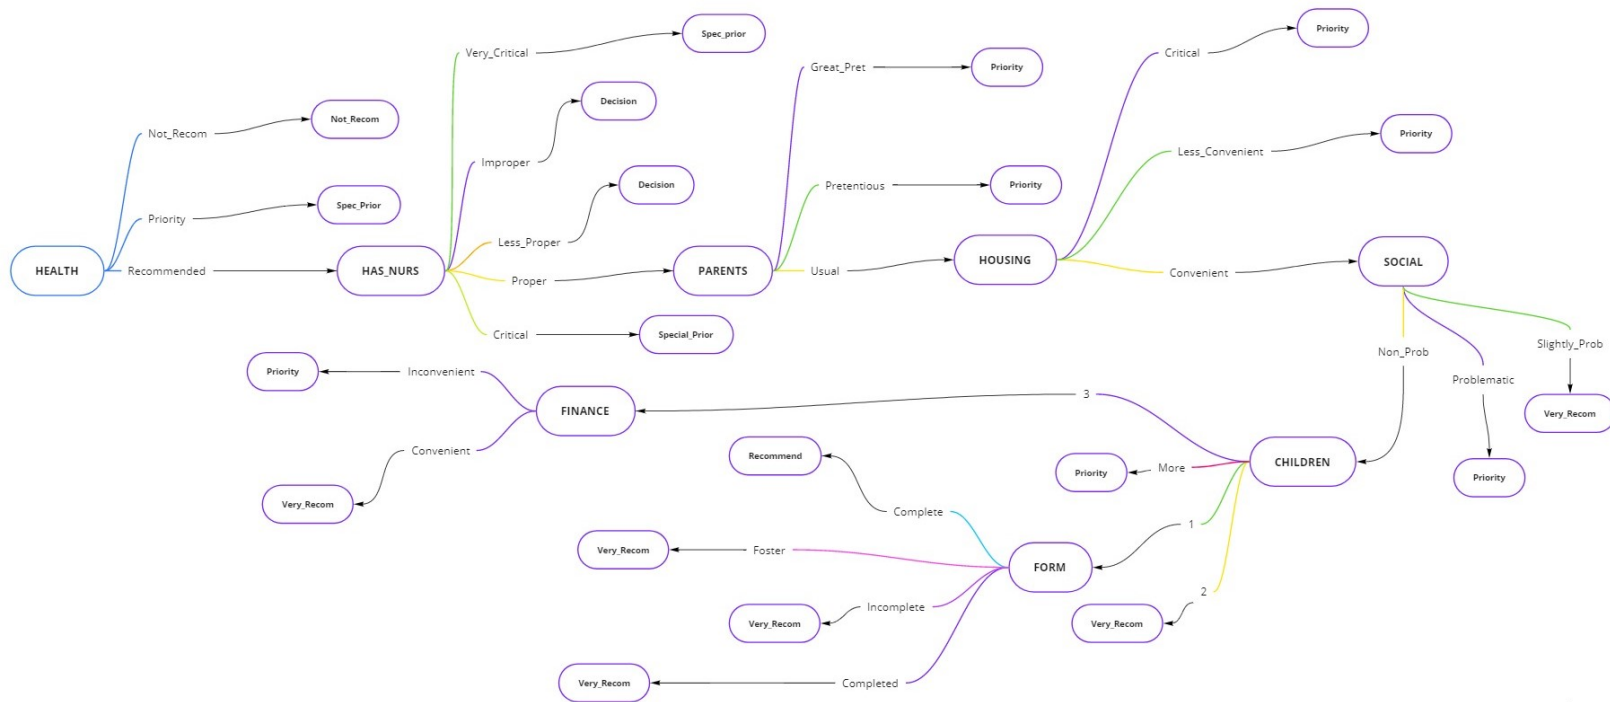 HEALTH
Not_Recom
Not_Recom
Priority
Spec_Prior
Recommended
HAS_NURS
Very_Critical
Spec_prior
Improper
Decision
Less_Proper
Decision
Proper
PARENTS
Critical
Special_Prior
Great_Pret
Priority
Pretentious
Priority
Usual
HOUSING
Critical
Priority
Less_Convenient
Priority
Convenient
SOCIAL
Non_Prob
Problematic
Priority
Slightly_Prob
Very_Recom
CHILDREN
3
FINANCE
Inconvenient
Priority
Convenient
Very_Recom
More
Priority
1
FORM
2
Very_Recom
Complete
Recommend
Foster
Very_Recom
Incomplete
Very_Recom
Completed
Very_Recom